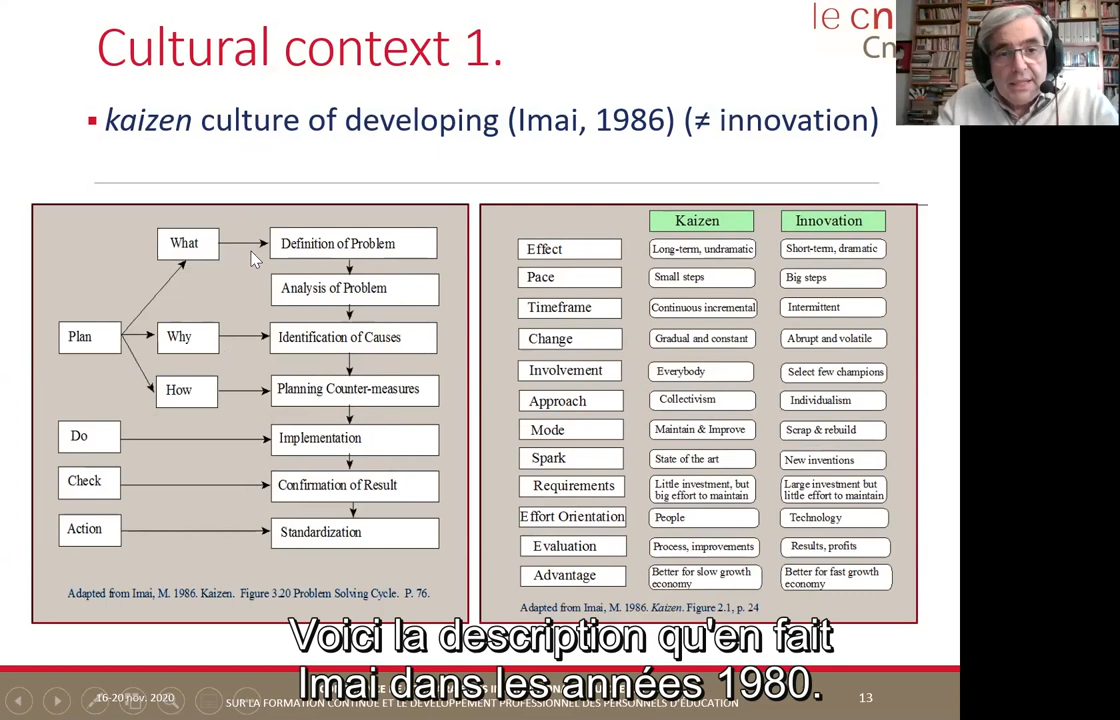 Cultural context 1.
le cn
Cn
▪ kaizen culture of developing (Imai, 1986) (≠ innovation)
What
Definition of Problem
Analysis of Problem
Plan
Why
Identification of Causes
How
Planning Counter-measures
Do
Implementation
Check
Confirmation of Result
Action
Standardization
Adapted from Imai, M. 1986. Kaizen. Figure 3.20 Problem Solving Cycle. P. 76.
Kaizen Innovation
Effect Long-term, undramatic Short-term, dramatic
Pace Small steps Big steps
Timeframe Continuous incremental Intermittent
Change Gradual and constant Abrupt and volatile
Involvement Everybody Select few champions
Approach Collectivism Individualism
Mode Maintain & Improve Scrap & rebuild
Spark State of the art New inventions
Requirements Little investment, but big effort to maintain Large investment but little effort to maintain
Effort Orientation People Technology
Evaluation Process, improvements Results, profits
Advantage Better for slow growth economy Better for fast growth economy
Adapted from Imai, M. 1986. Kaizen. Figure 2.1, p. 24
Voici la description qu'en fait
Imai dans les années 1980.
16-20 nov. 2020
SUR LA FORMATION CONTINUE ET LE DÉVELOPPEMENT PROFESSIONNEL DES PERSONNELS D'ÉDUCATION
13